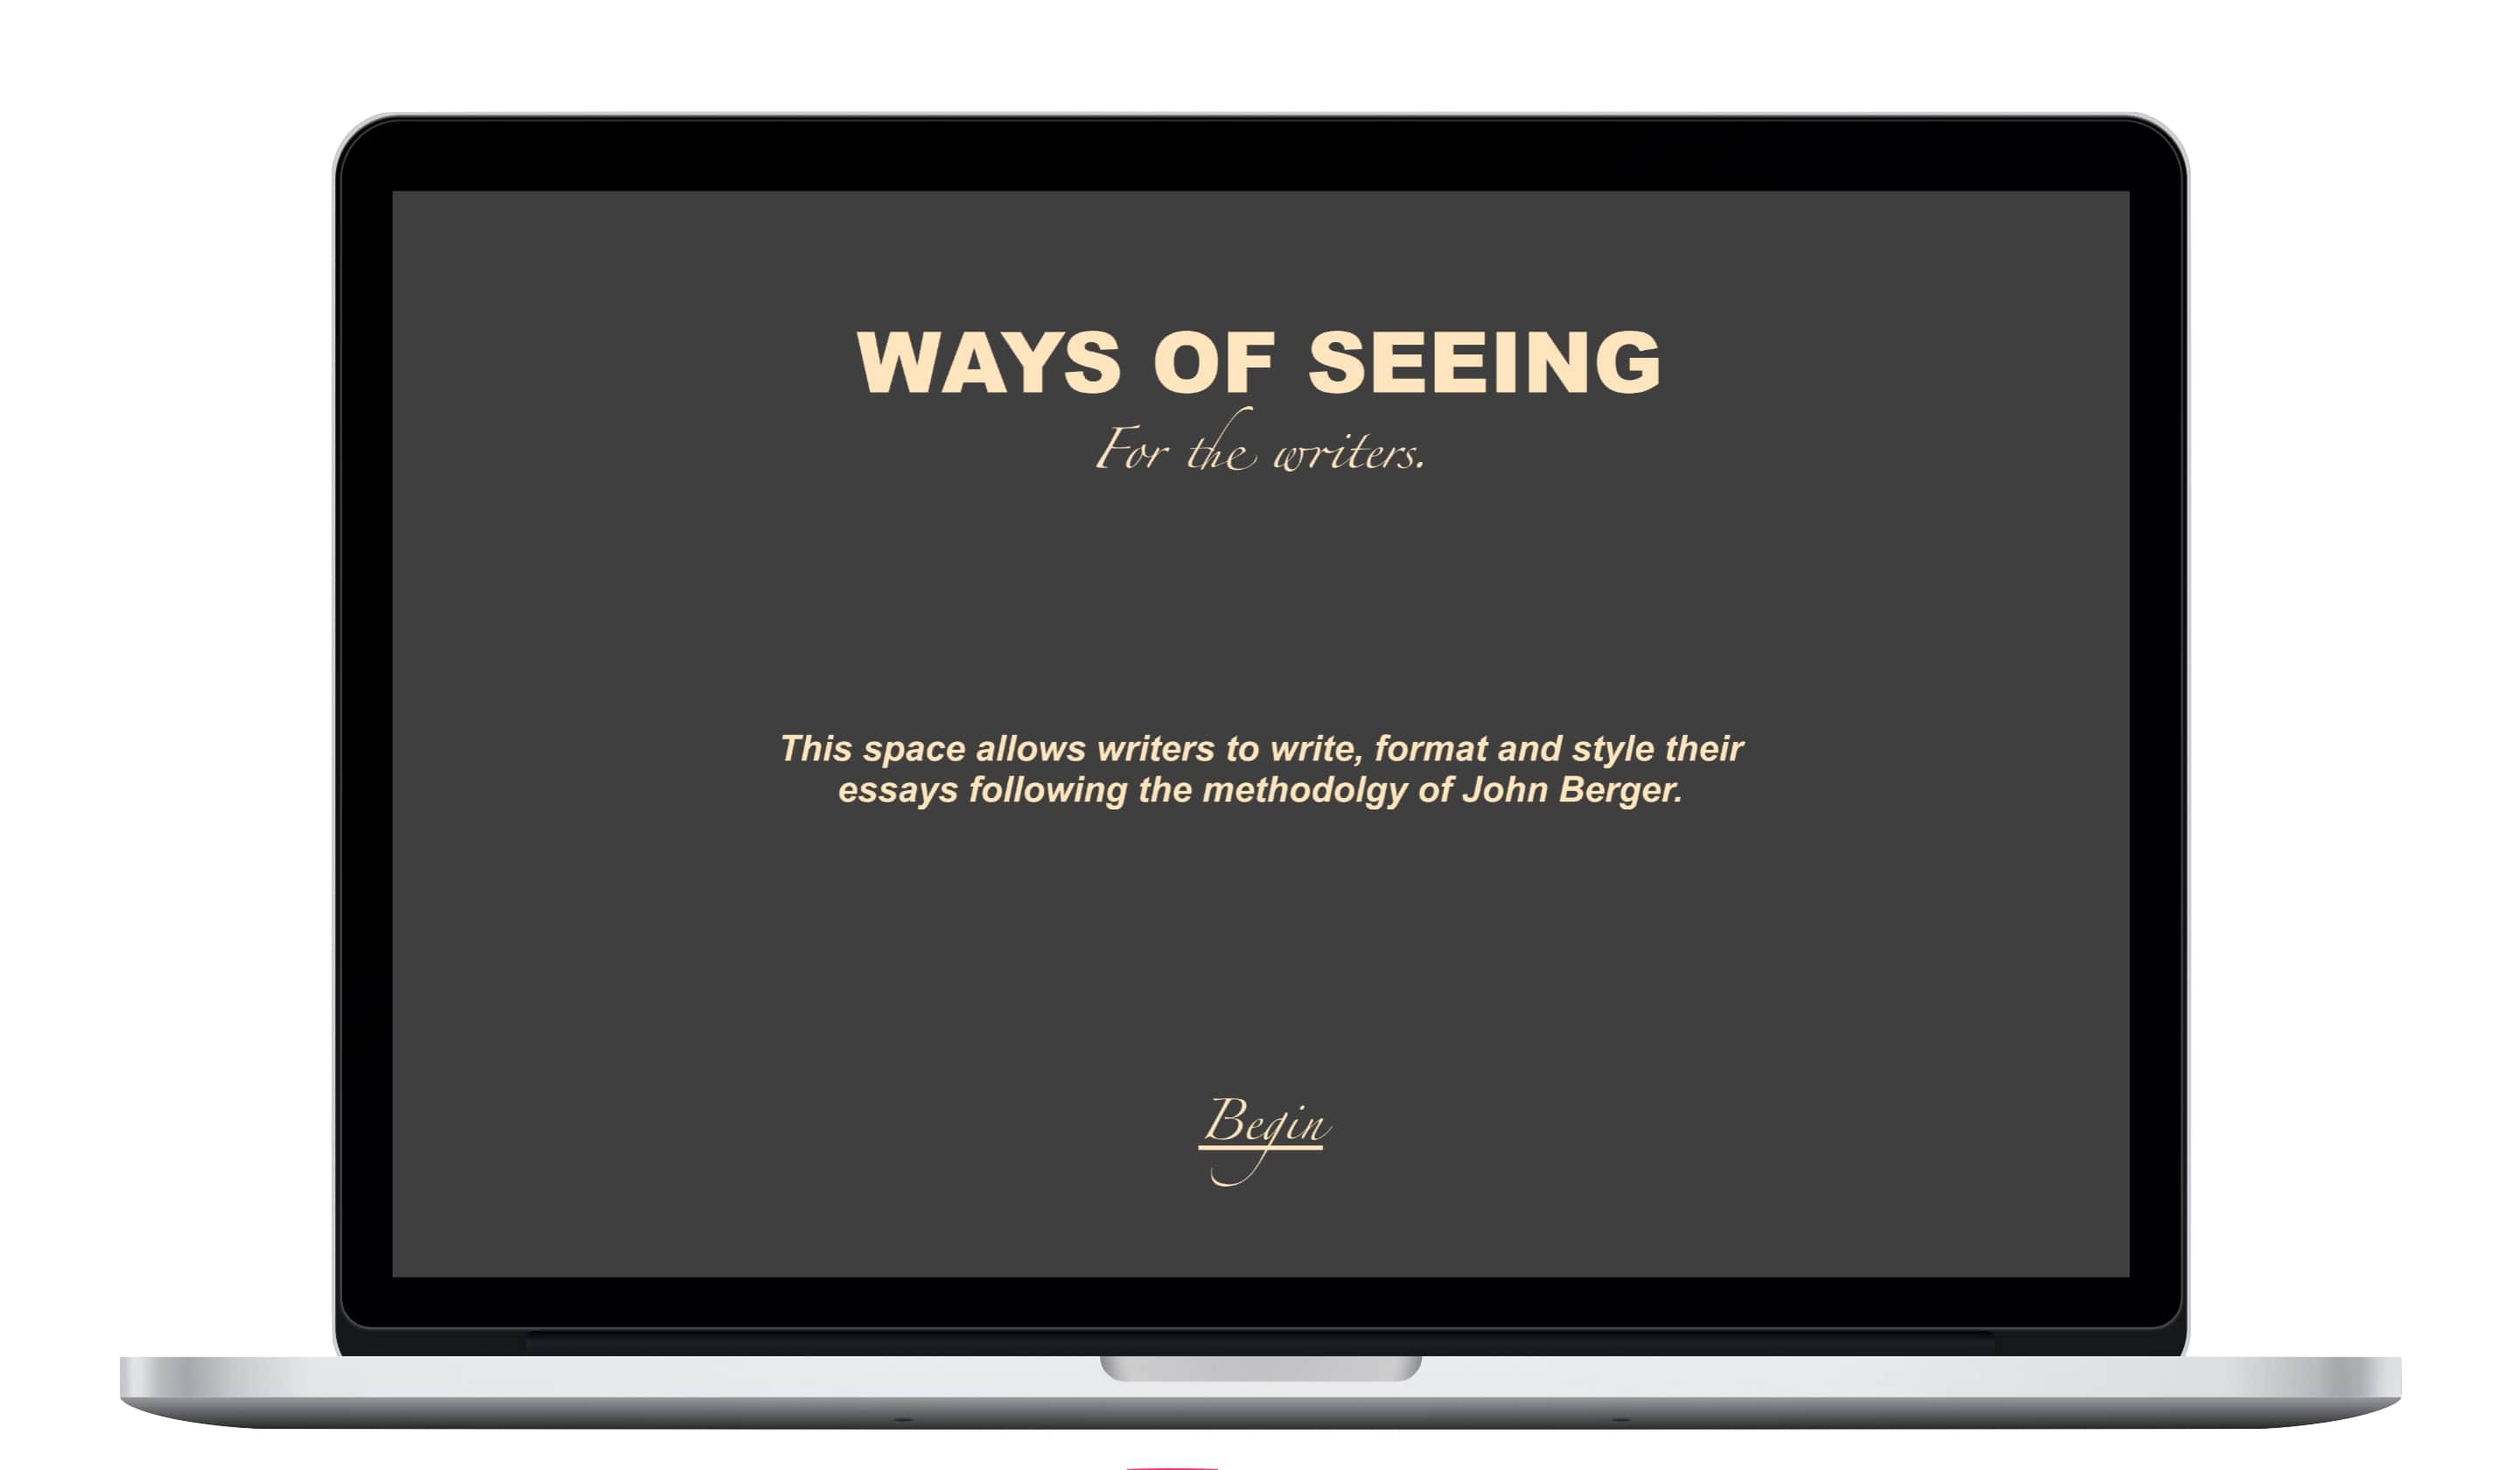 WAYS OF SEEING
For the writers.
This space allows writers to write, format and style their
essays following the methodolgy of John Berger.
Begin